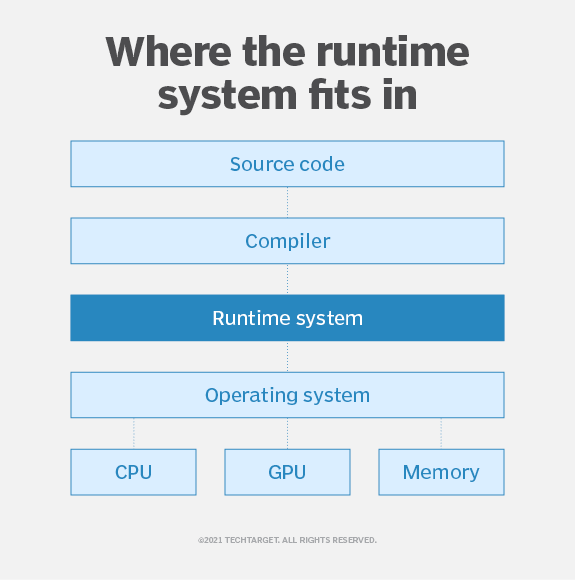 Where the runtime
system fits in
Source code
Compiler
Runtime system
Operating system
CPU
GPU
Memory
©2021 TECHTARGET. ALL RIGHTS RESERVED.